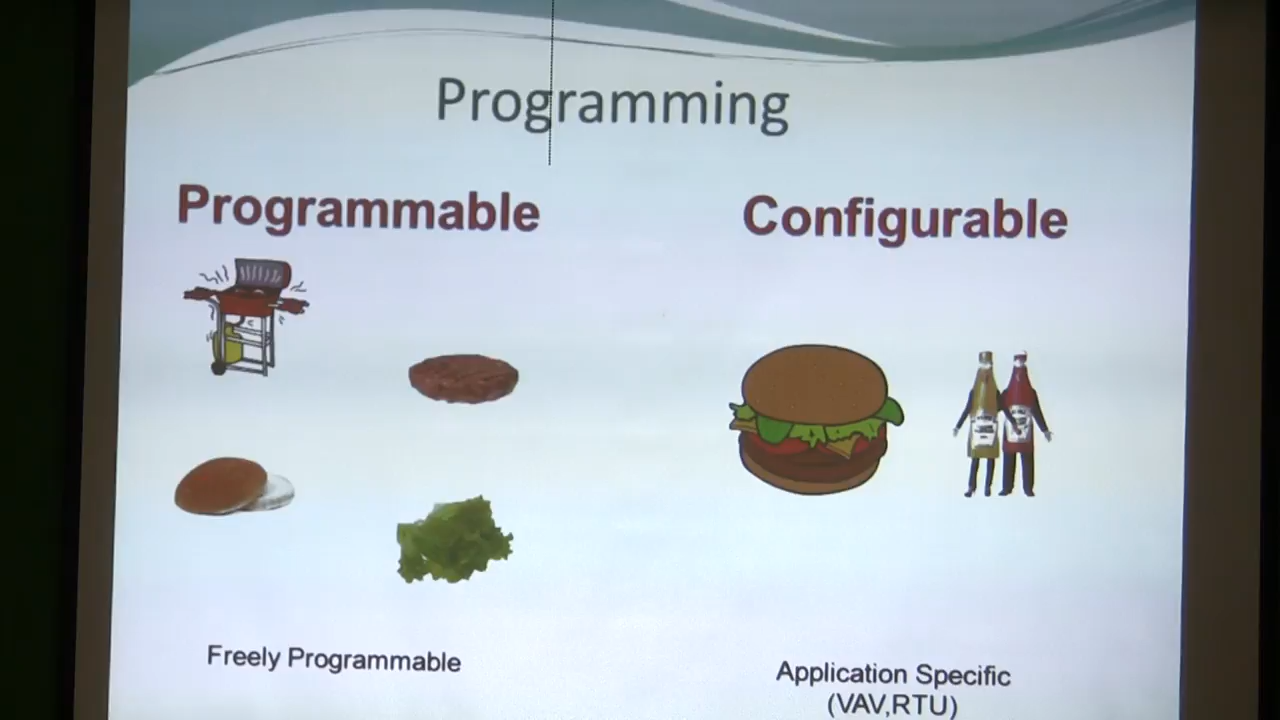 Programming
Programmable
Configurable
Freely Programmable
Application Specific
(VAV,RTU)